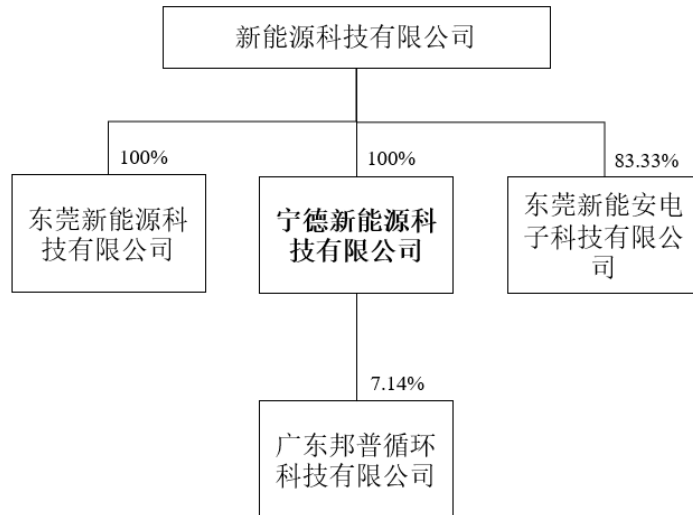 新能源科技有限公司
100%
100%
83.33%
东莞新能源科
技有限公司
宁德新能源科
技有限公司
东莞新能安电
子科技有限公
司
7.14%
广东邦普循环
科技有限公司